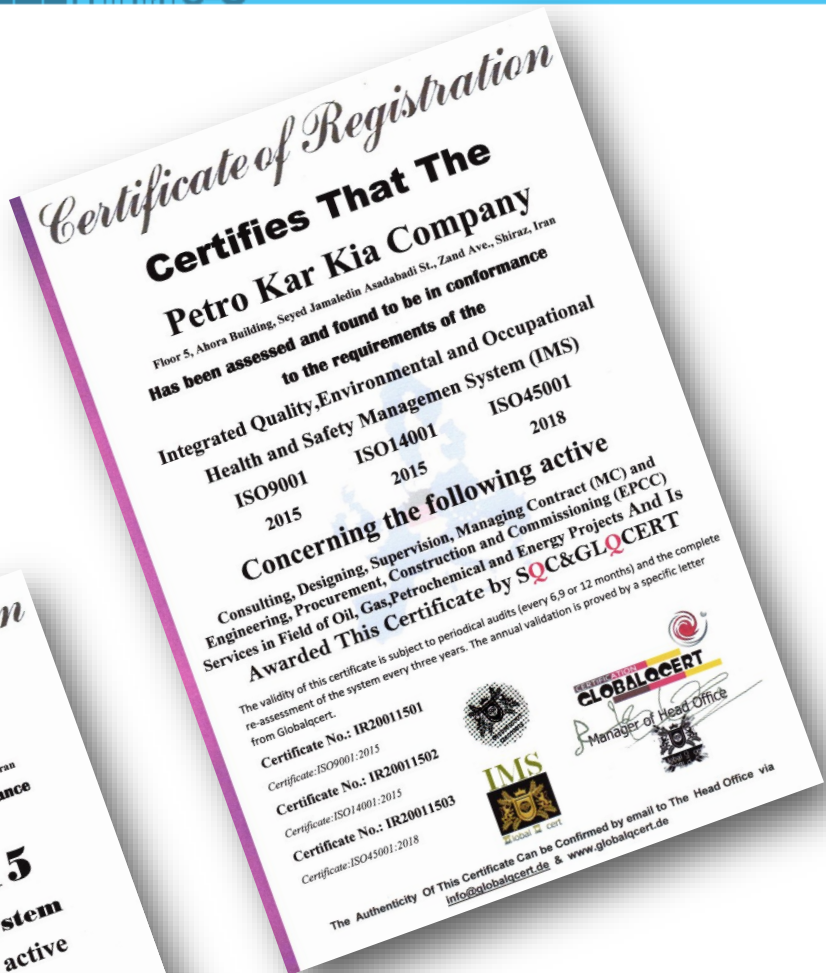 Certificate of Registration
Certifies That The
Petro Kar Kia Company
Floor 5, Ahora Building, Seyed Jamaledin Asadabadi St., Zand Ave., Shiraz, Iran
Has been assessed and found to be in conformance
to the requirements of the
Integrated Quality,Environmental and Occupational
Health and Safety Managemen System (IMS)
ISO9001 ISO14001 ISO45001
2015 2015 2018
Concerning the following active
Consulting, Designing, Supervision, Managing Contract (MC) and
Engineering, Procurement, Construction and Commissioning (EPCC)
Services in Field of Oil, Gas,Petrochemical and Energy Projects And Is
Awarded This Certificate by SQC&GLQCERT
The validity of this certificate is subject to periodical audits (every 6,9 or 12 months) and the complete
re-assessment of the system every three years. The annual validation is proved by a specific letter
from Globalqcert.
Certificate No.: IR20011501
Certificate:ISO9001:2015
Certificate No.: IR20011502
Certificate:ISO14001:2015
Certificate No.: IR20011503
Certificate:ISO45001:2018
IMS
Global cert
CERTIFICATION
GLOBALQCERT
Manager of Head Office
The Authenticity Of This Certificate Can be Confirmed by email to The Head Office via
info@globalqcert.de & www.globalqcert.de
n
ran
nce
5
stem
active